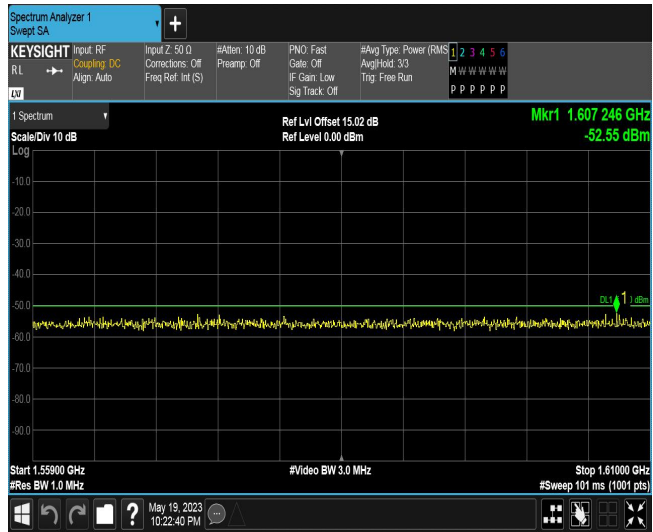 Spectrum Analyzer 1
Swept SA
+
KEYSIGHT
RL
LXI
Input: RF
Coupling: DC
Align: Auto
Input Z: 50 Ω
Corrections: Off
Freq Ref: Int (S)
#Atten: 10 dB
Preamp: Off
PNO: Fast
Gate: Off
IF Gain: Low
Sig Track: Off
#Avg Type: Power (RMS
Avg|Hold: 3/3
Trig: Free Run
1 2 3 4 5 6
M W W W W W
P P P P P P
1 Spectrum
Scale/Div 10 dB
Log
Ref Lvl Offset 15.02 dB
Ref Level 0.00 dBm
Mkr1 1.607 246 GHz
-52.55 dBm
-10.0
-20.0
-30.0
-40.0
-50.0
-60.0
-70.0
-80.0
-90.0
DL1
1
dBm
Start 1.55900 GHz
#Res BW 1.0 MHz
#Video BW 3.0 MHz
Stop 1.61000 GHz
#Sweep 101 ms (1001 pts)
?
May 19, 2023
10:22:40 PM